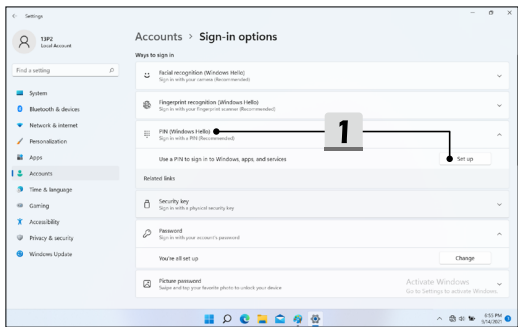 Settings
13P2
Local Account
Find a setting
System
Bluetooth & devices
Network & internet
Personalization
Apps
Accounts
Time & language
Gaming
Accessibility
Privacy & security
Windows Update
Accounts > Sign-in options
Ways to sign in
Facial recognition (Windows Hello)
Sign in with your camera (Recommended)
Fingerprint recognition (Windows Hello)
Sign in with your fingerprint scanner (Recommended)
PIN (Windows Hello)
Sign in with a PIN (Recommended)
1
Use a PIN to sign in to Windows, apps, and services
Set up
Related links
Security key
Sign in with a physical security key
Password
Sign in with your account's password
You're all set up
Change
Picture password
Swipe and tap your favorite photo to unlock your device
Activate Windows
Go to Settings to activate Windows.
6:55 PM
9/14/2021